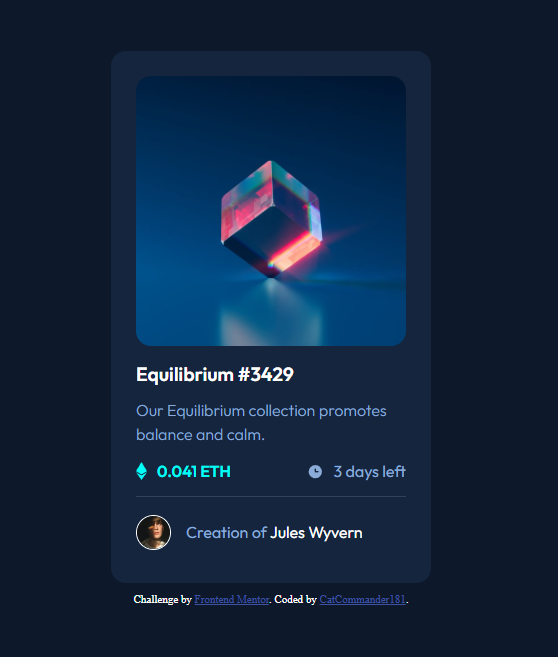 Equilibrium #3429
Our Equilibrium collection promotes
balance and calm.
0.041 ETH 3 days left
Creation of Jules Wyvern
Challenge by Frontend Mentor. Coded by CatCommander181.